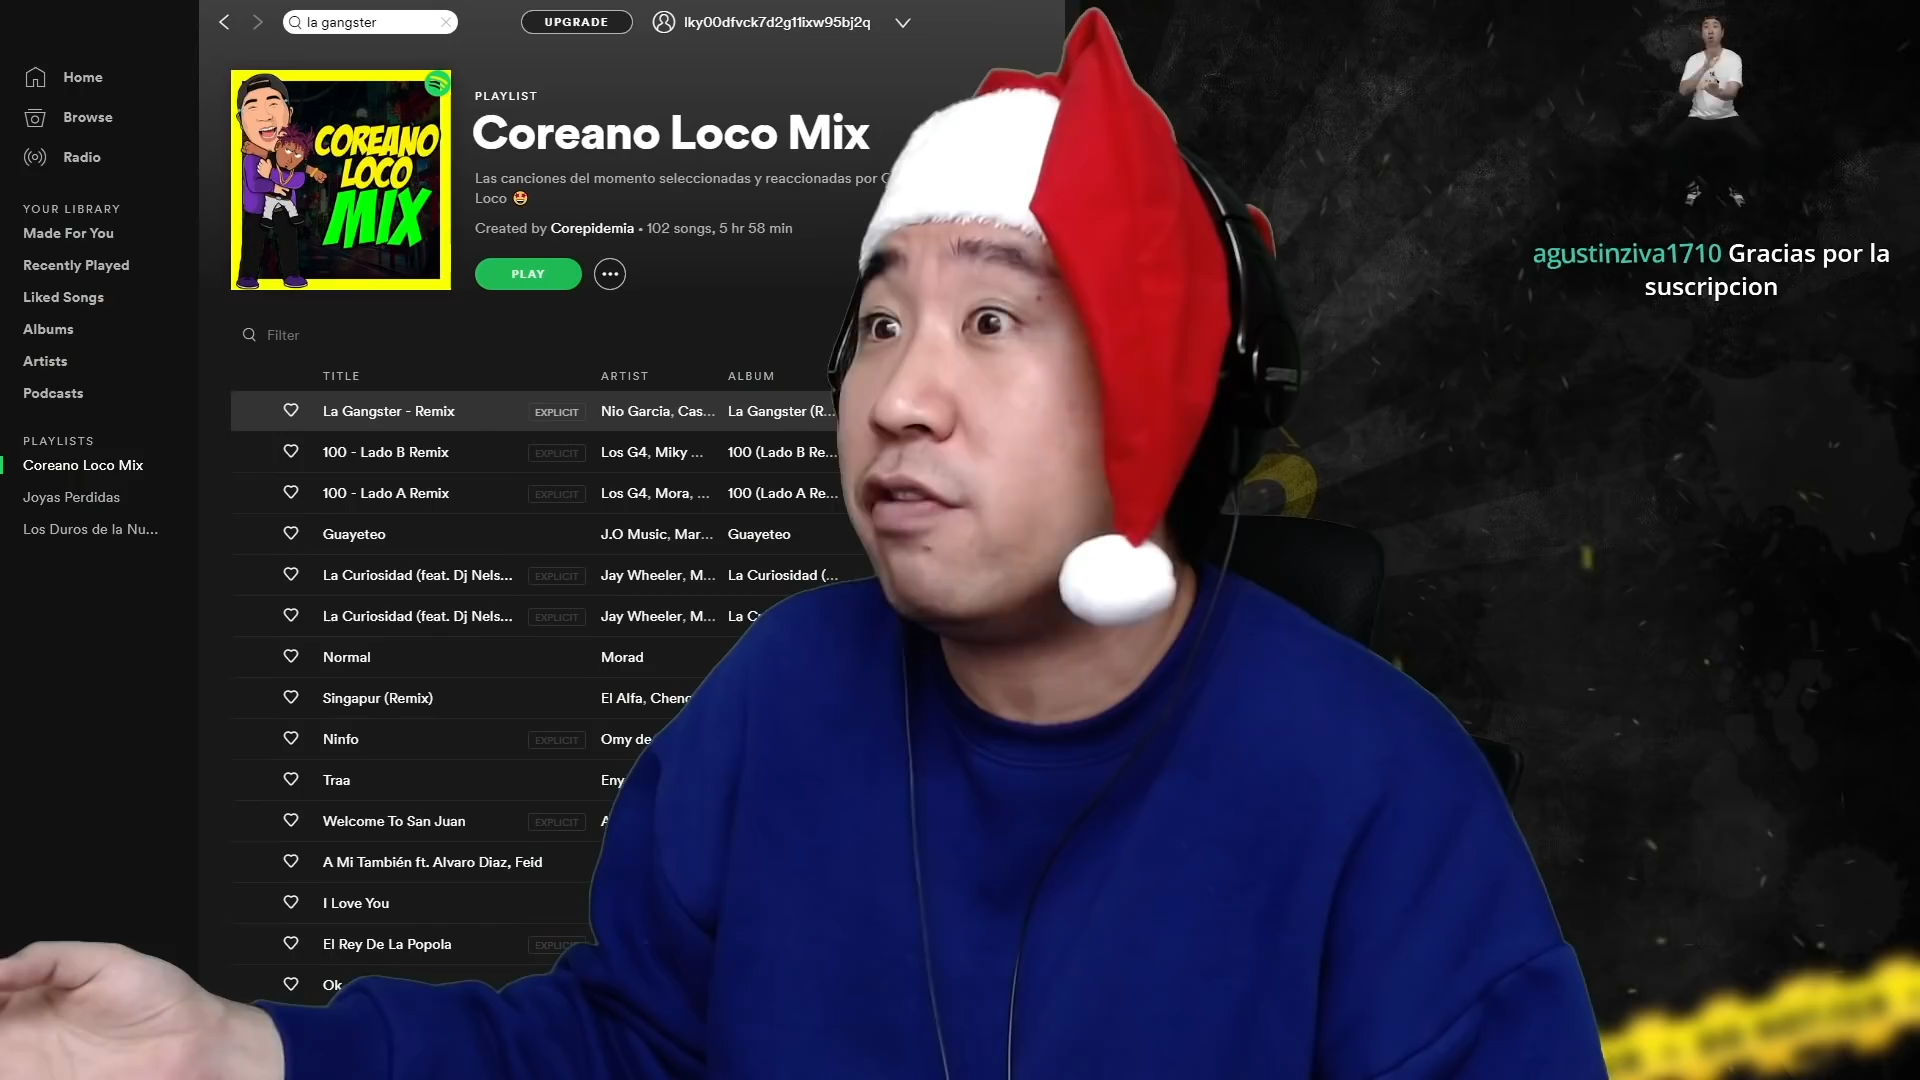 la gangster
UPGRADE
lky00dfvck7d2g11ixw95bj2q
Home
Browse
Radio
YOUR LIBRARY
Made For You
Recently Played
Liked Songs
Albums
Artists
Podcasts
PLAYLISTS
Coreano Loco Mix
Joyas Perdidas
Los Duros de la Nu...
COREANO
LOCO
MIX
PLAYLIST
Coreano Loco Mix
Las canciones del momento seleccionadas y reaccionadas por
Loco
Created by Corepidemia • 102 songs, 5 hr 58 min
PLAY
Filter
TITLE ARTIST ALBUM
La Gangster - Remix EXPLICIT Nio Garcia, Cas... La Gangster (R...
100 - Lado B Remix EXPLICIT Los G4, Miky ... 100 (Lado B Re...
100 - Lado A Remix EXPLICIT Los G4, Mora, ... 100 (Lado A Re...
Guayeteo J.O Music, Mar... Guayeteo
La Curiosidad (feat. Dj Nels... EXPLICIT Jay Wheeler, M... La Curiosidad (...
La Curiosidad (feat. Dj Nels... EXPLICIT Jay Wheeler, M... La
Normal Morad
Singapur (Remix) El Alfa,
Ninfo EXPLICIT Omy de
Traa
Welcome To San Juan EXPLICIT
A Mi También ft. Alvaro Diaz, Feid
I Love You
El Rey De La Popola EXPLICIT
Ok
agustinziva1710 Gracias por la
suscripcion